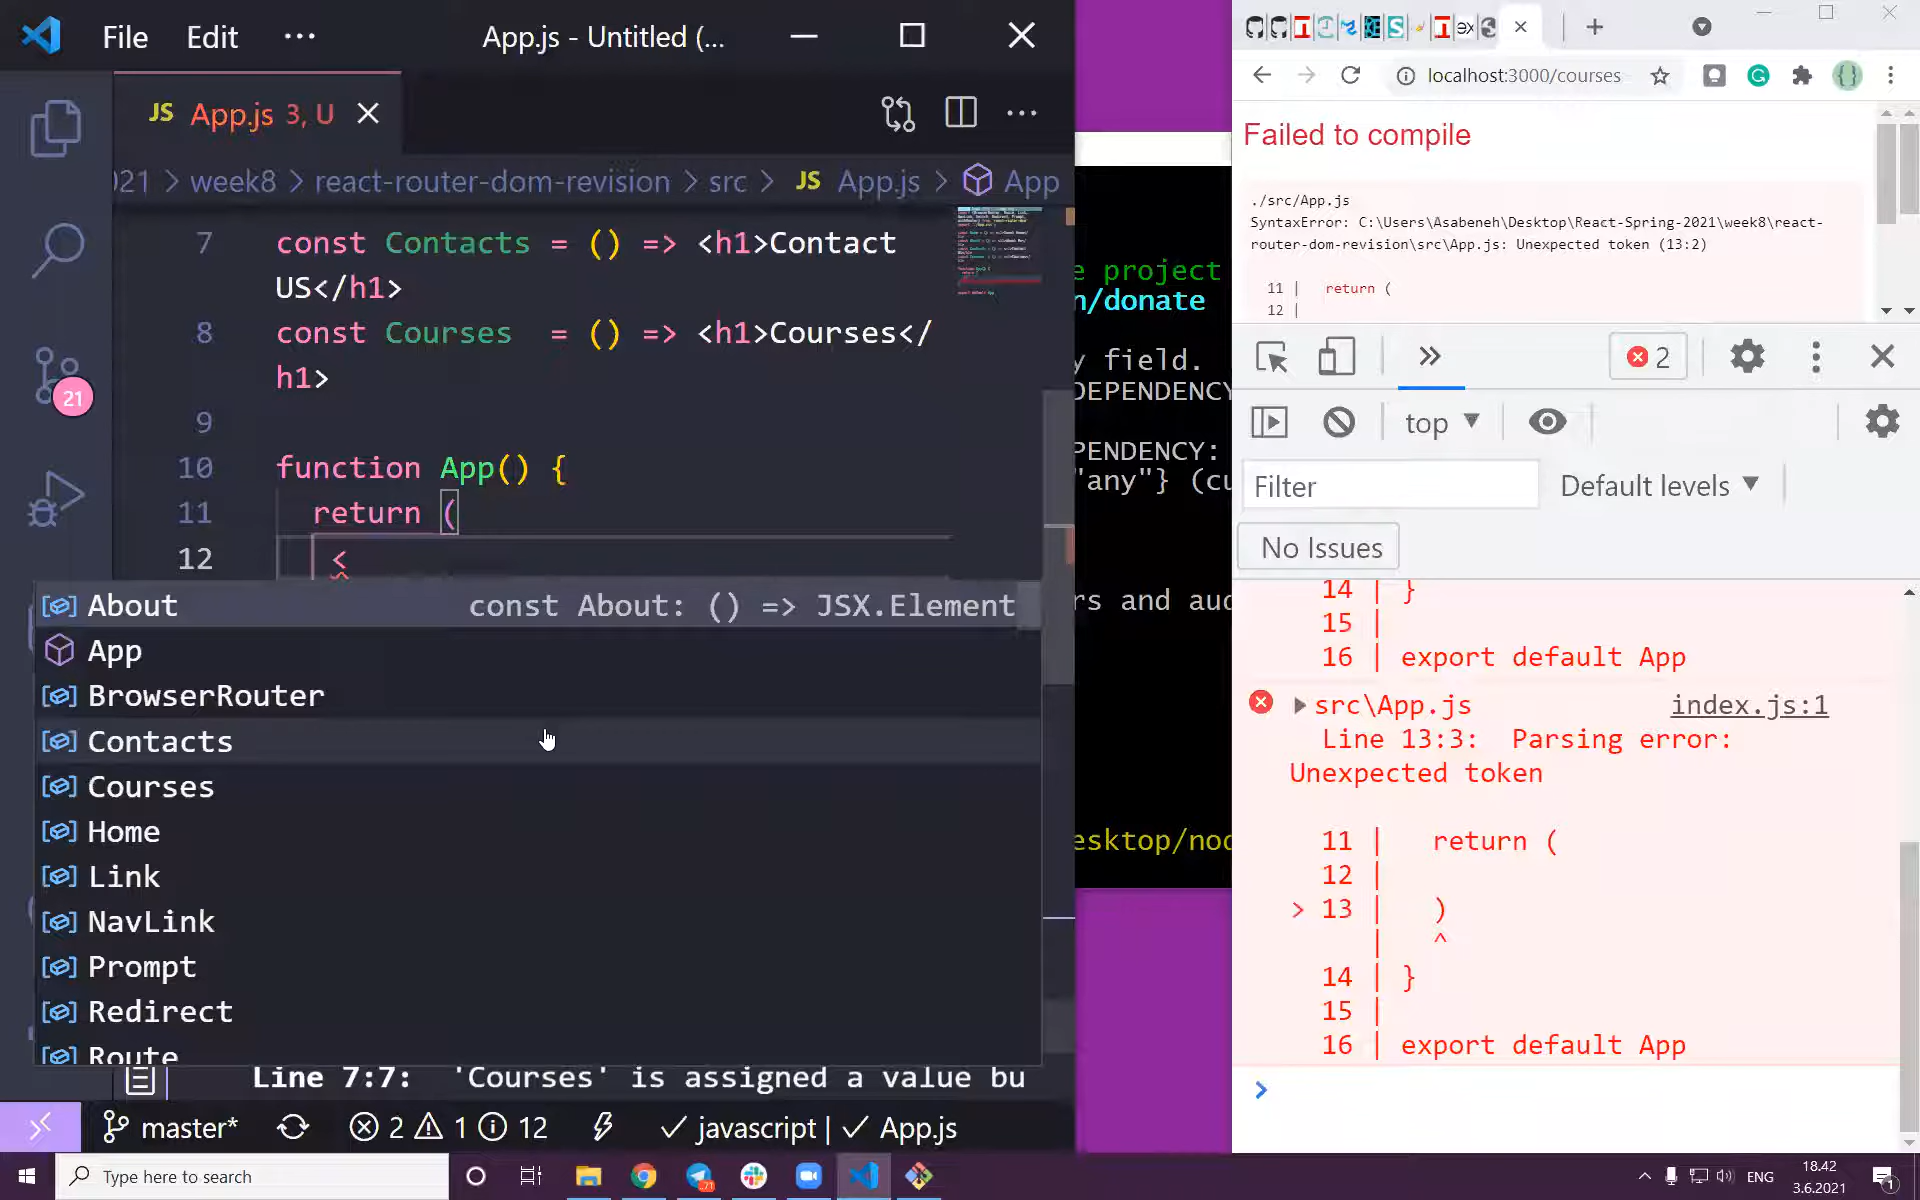 File Edit ··· App.js - Untitled (...
JS App.js 3, U
021 > week8 > react-router-dom-revision > src > JS App.js > App
7 const Contacts = () => <h1>Contact
US</h1>
8 const Courses = () => <h1>Courses</
h1>
9
10 function App() {
11 return (
12 <
About const About: () => JSX.Element
App
BrowserRouter
Contacts
Courses
Home
Link
NavLink
Prompt
Redirect
Route
Line 7:7: 'Courses' is assigned a value bu
21
master* 2 1 12 javascript | App.js
e project
n/donate
y field.
DEPENDENCY
PENDENCY:
"any"} (cu
rs and aud
esktop/nod
localhost:3000/courses
Failed to compile
./src/App.js
SyntaxError: C:\Users\Asabeneh\Desktop\React-Spring-2021\week8\react-
router-dom-revision\src\App.js: Unexpected token (13:2)
11 | return (
12 |
2
top
Filter Default levels
No Issues
14 | }
15 |
16 | export default App
src\App.js index.js:1
Line 13:3: Parsing error:
Unexpected token
11 | return (
12 |
> 13 | )
| ^
14 | }
15 |
16 | export default App
>
Type here to search
ENG
18.42
3.6.2021
1